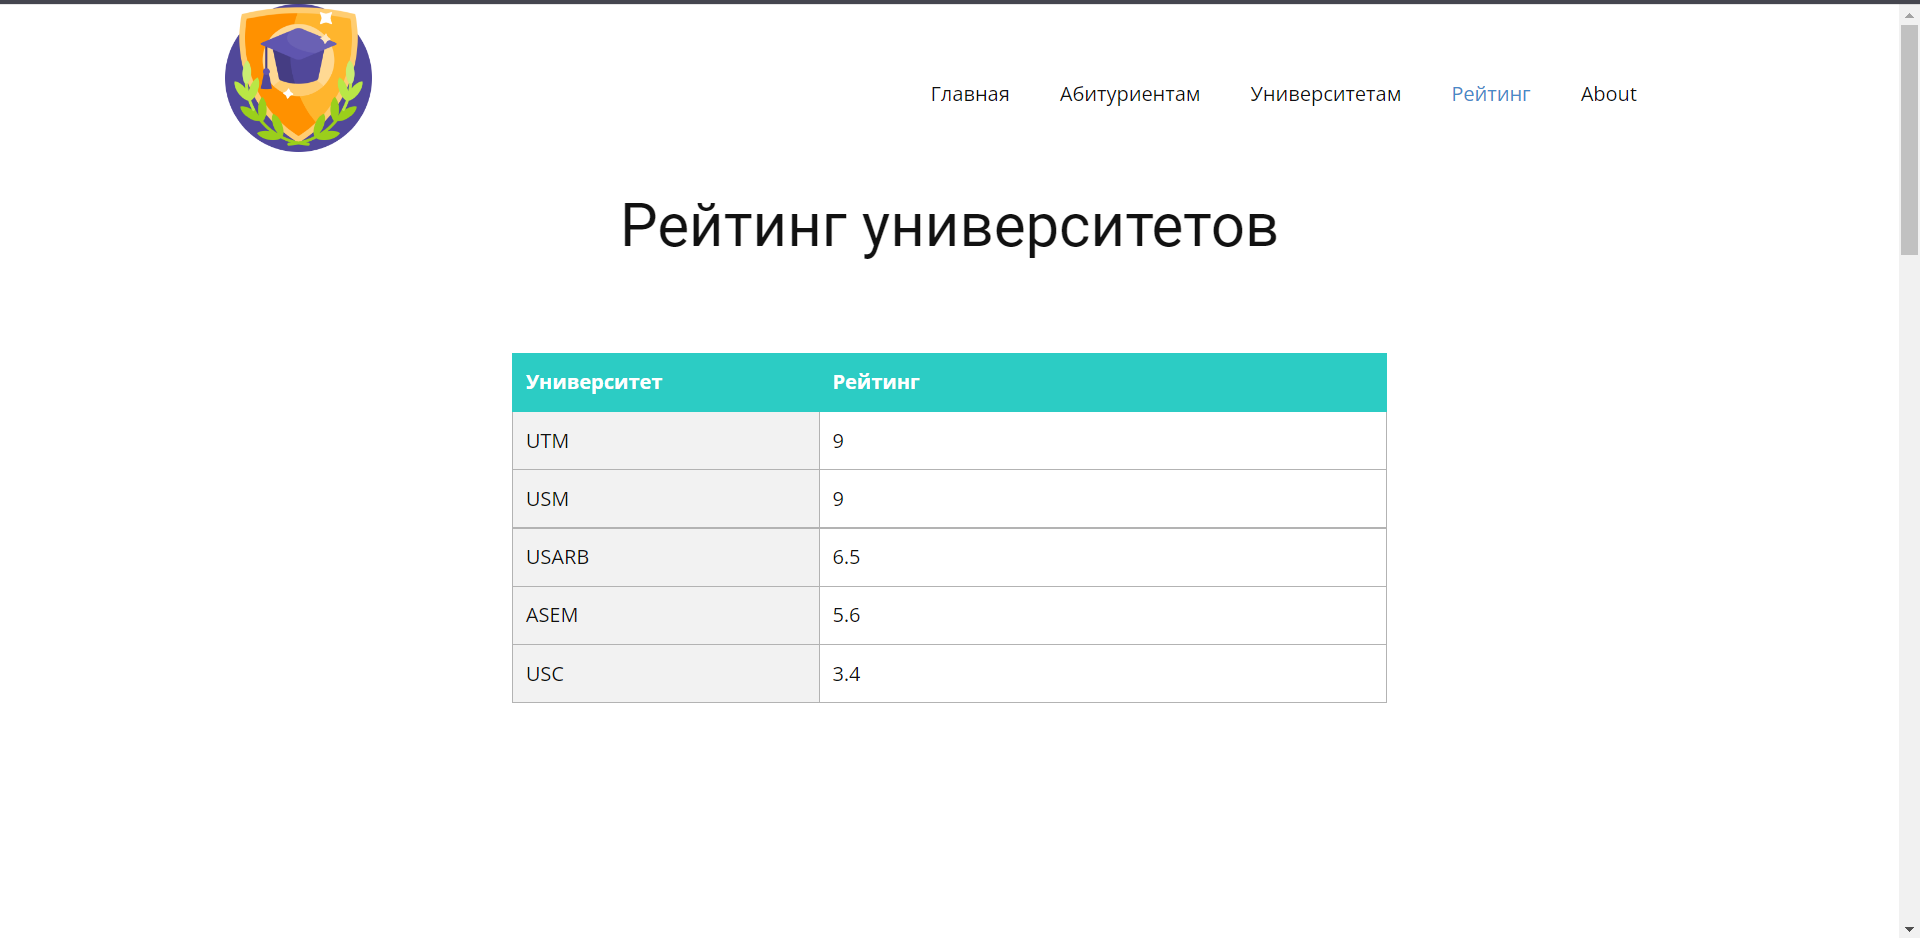 Главная Абитуриентам Университетам Рейтинг About
Рейтинг университетов
Университет Рейтинг
UTM 9
USM 9
USARB 6.5
ASEM 5.6
USC 3.4